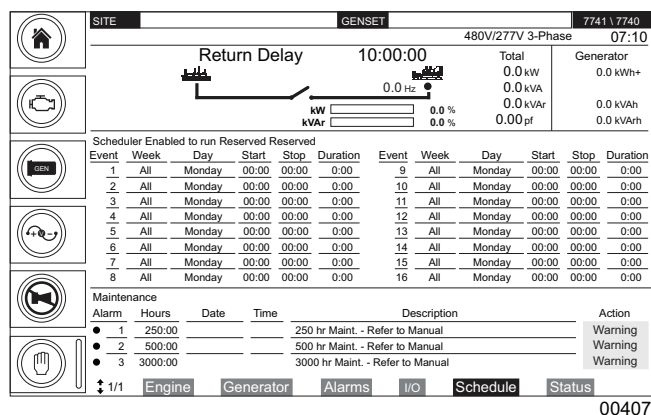 SITE GENSET 7741 \ 7740
480V/277V 3-Phase 07:10
Return Delay 10:00:00 Total Generator
0.0 kW 0.0 kWh+
0.0 Hz 0.0 kVA
kW 0.0 % 0.0 kVAr 0.0 kVAh
kVAr 0.0 % 0.00 pf 0.0 kVArh
Scheduler Enabled to run Reserved Reserved
Event Week Day Start Stop Duration Event Week Day Start Stop Duration
1 All Monday 00:00 00:00 0:00 9 All Monday 00:00 00:00 0:00
2 All Monday 00:00 00:00 0:00 10 All Monday 00:00 00:00 0:00
GEN
3 All Monday 00:00 00:00 0:00 11 All Monday 00:00 00:00 0:00
4 All Monday 00:00 00:00 0:00 12 All Monday 00:00 00:00 0:00
5 All Monday 00:00 00:00 0:00 13 All Monday 00:00 00:00 0:00
6 All Monday 00:00 00:00 0:00 14 All Monday 00:00 00:00 0:00
7 All Monday 00:00 00:00 0:00 15 All Monday 00:00 00:00 0:00
8 All Monday 00:00 00:00 0:00 16 All Monday 00:00 00:00 0:00
Maintenance
Alarm Hours Date Time Description Action
1 250:00 250 hr Maint. - Refer to Manual Warning
2 500:00 500 hr Maint. - Refer to Manual Warning
3 3000:00 3000 hr Maint. - Refer to Manual Warning
1/1 Engine Generator Alarms I/O Schedule Status
00407